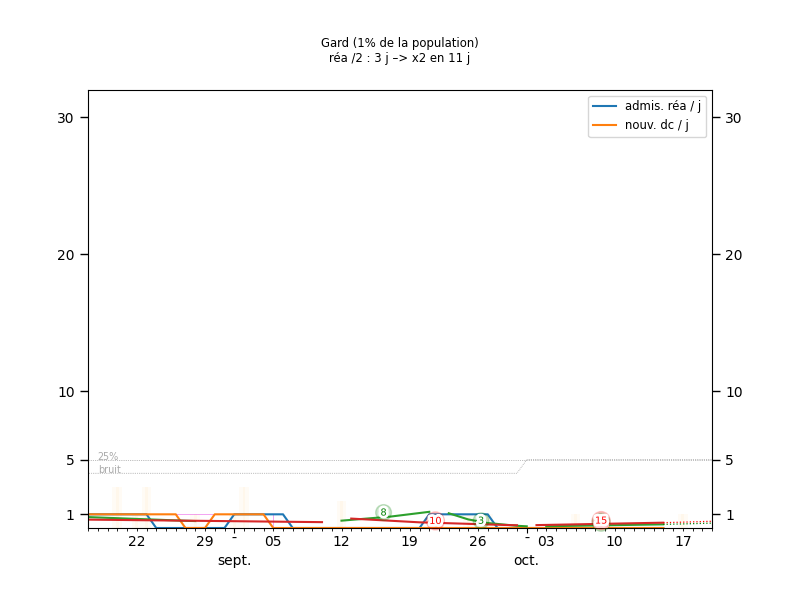 Gard (1% de la population)
réa /2 : 3 j –> x2 en 11 j
admis. réa / j
nouv. dc / j
30 30
20 20
10 10
25%
5 5
bruit
1 1
8 10 3 15
22 29 - 05 12 19 26 - 03 10 17
sept. oct.